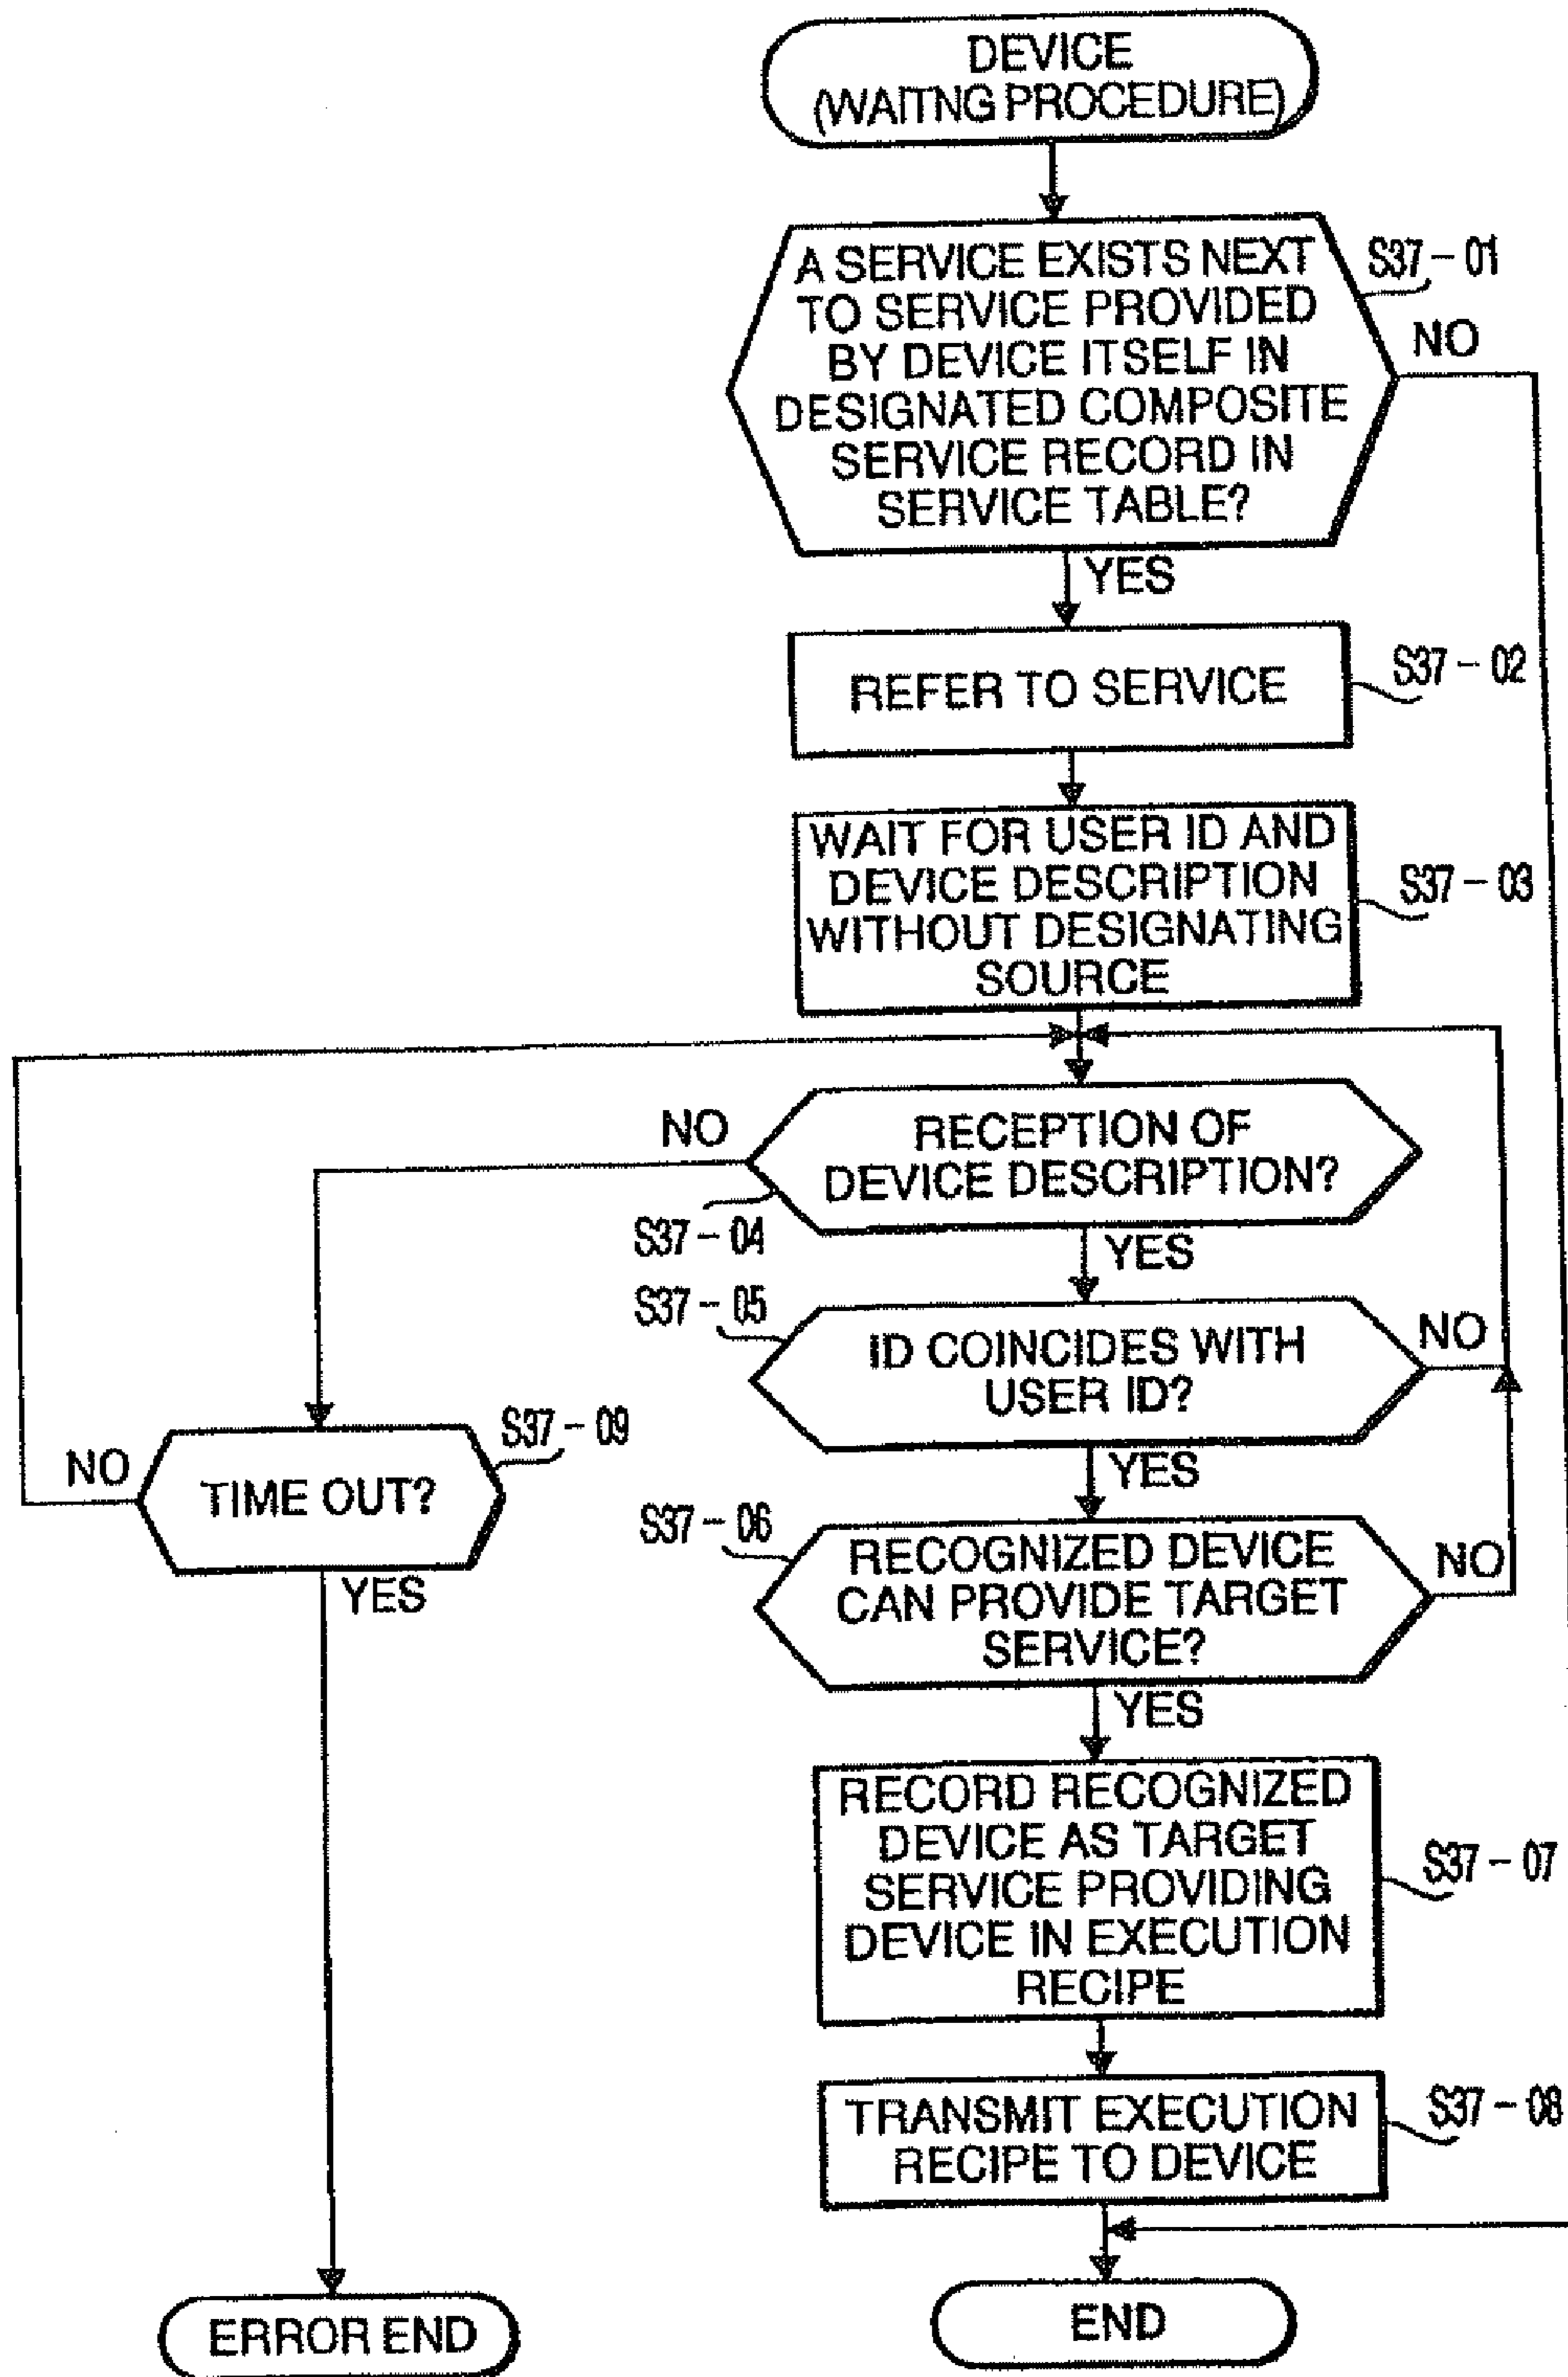 DEVICE
(WAITNG PROCEDURE)
A SERVICE EXISTS NEXT
TO SERVICE PROVIDED
BY DEVICE ITSELF IN
DESIGNATED COMPOSITE
SERVICE RECORD IN
SERVICE TABLE?
S37-01
NO
YES
REFER TO SERVICE
S37-02
WAIT FOR USER ID AND
DEVICE DESCRIPTION
WITHOUT DESIGNATING
SOURCE
S37-03
NO
RECEPTION OF
DEVICE DESCRIPTION?
S37-04
YES
S37-05
ID COINCIDES WITH
USER ID?
NO
YES
S37-09
NO
TIME OUT?
YES
S37-06
RECOGNIZED DEVICE
CAN PROVIDE TARGET
SERVICE?
NO
YES
RECORD RECOGNIZED
DEVICE AS TARGET
SERVICE PROVIDING
DEVICE IN EXECUTION
RECIPE
S37-07
TRANSMIT EXECUTION
RECIPE TO DEVICE
S37-08
ERROR END
END